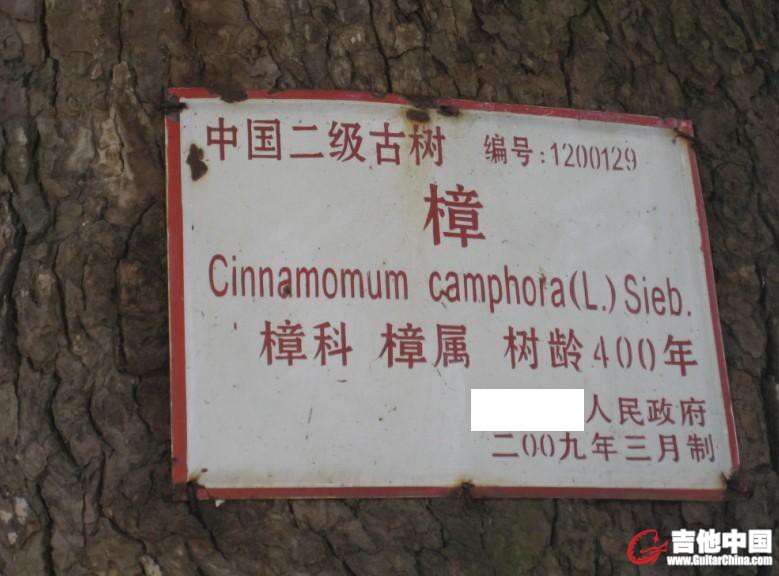 中国二级古树 编号:1200129
樟
Cinnamomum camphora(L.)Sieb.
樟科 樟属 树龄400年
人民政府
二00九年三月制
吉他中国
www.GuitarChina.com